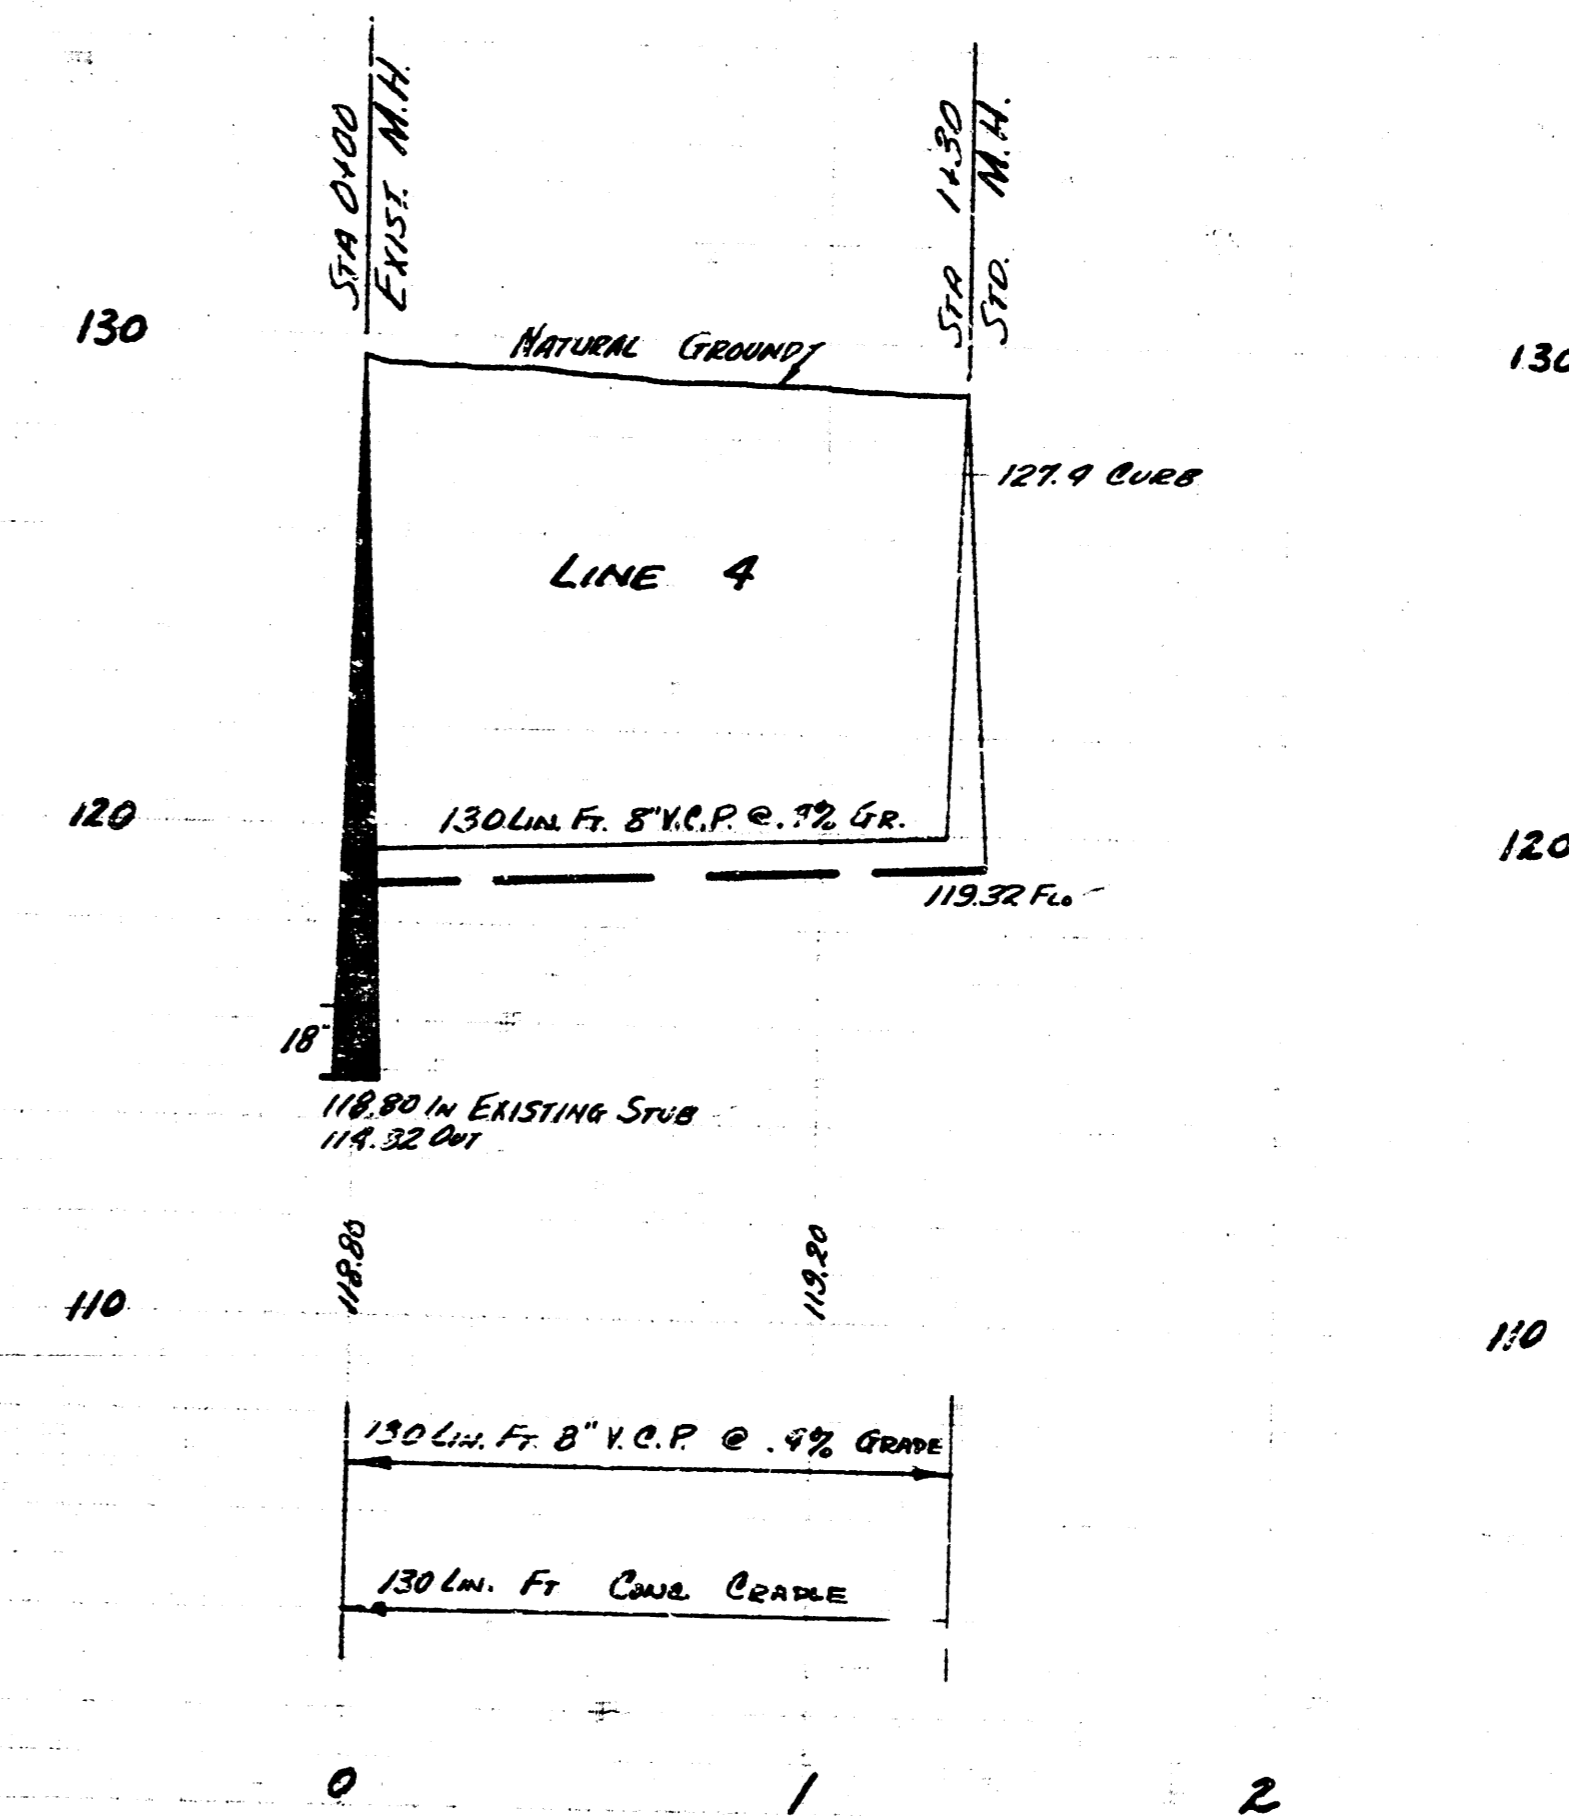 STA 0+00
EXIST. M.H.
STA 1+30
STD. M.H.
130
NATURAL GROUND
130
127.4 CURB
LINE 4
120
130 LIN. FT. 8" V.C.P. @ .4% GR.
120
119.32 FLO
18"
118.80 IN EXISTING STUB
114.32 OUT
118.80
119.20
110
110
130 LIN. FT. 8" V.C.P. @ .4% GRADE
130 LIN. FT CONC. CRADLE
0 1 2